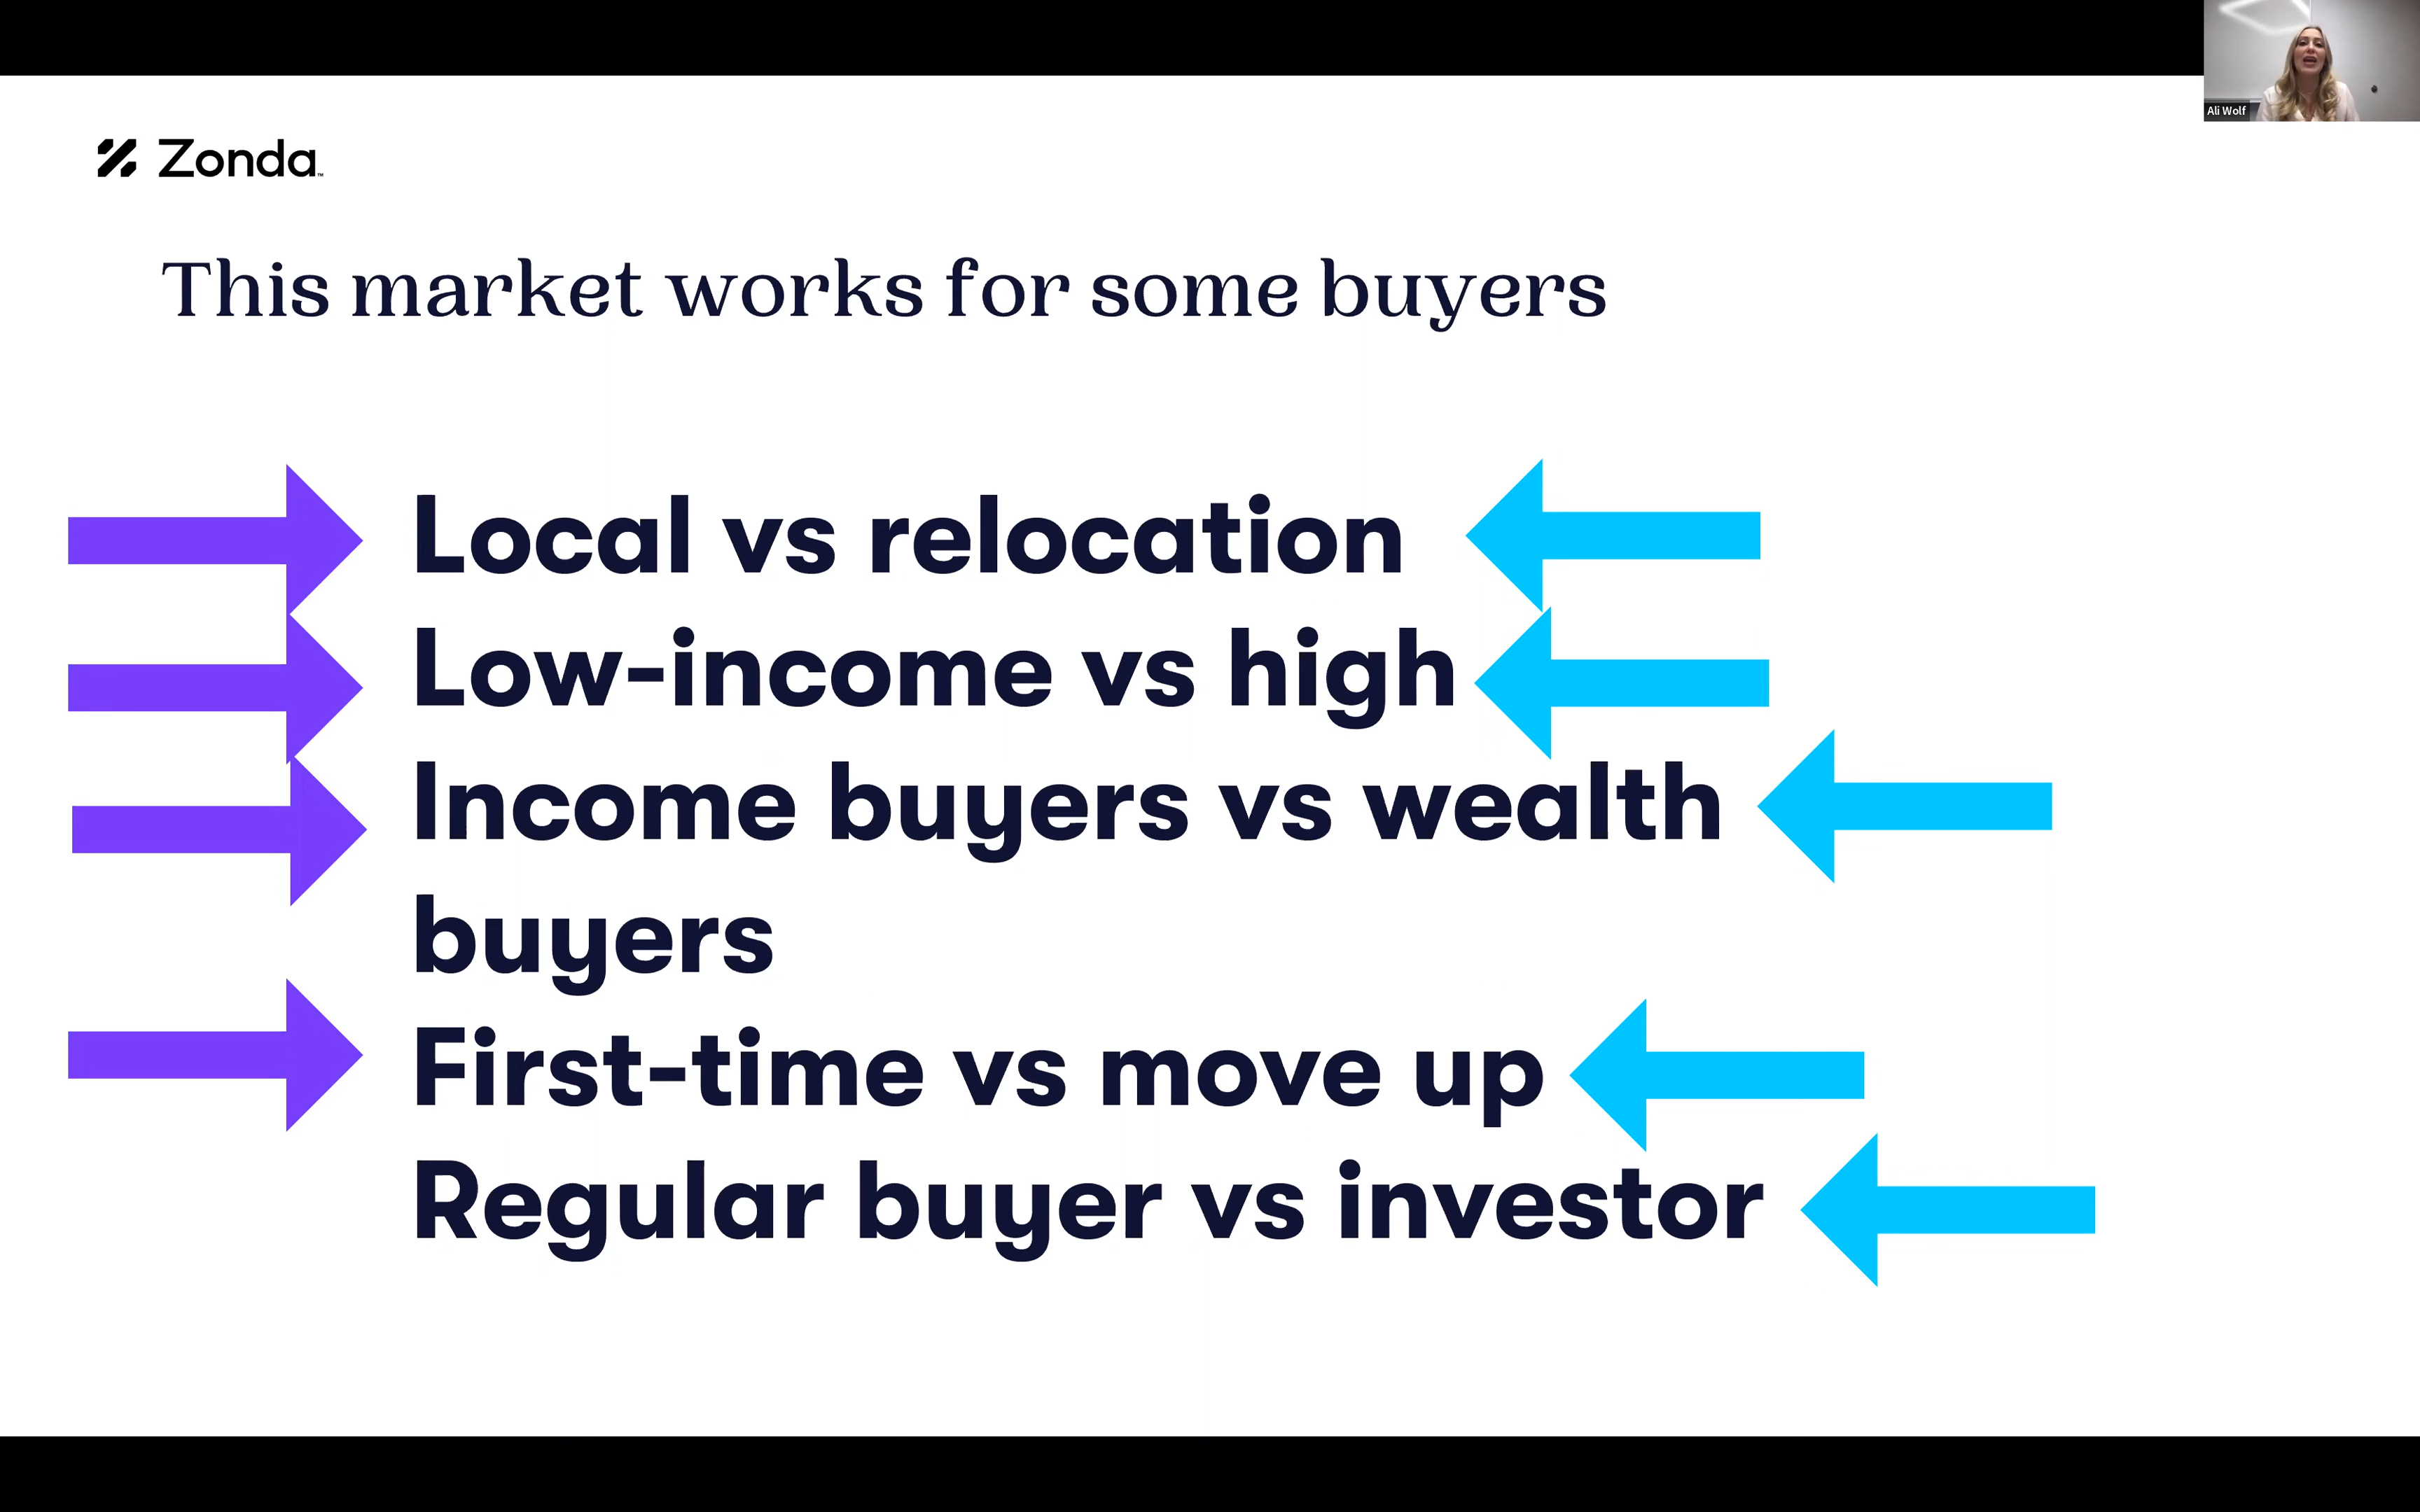 Ali Wolf
Zonda™
This market works for some buyers
Local vs relocation
Low-income vs high
Income buyers vs wealth
buyers
First-time vs move up
Regular buyer vs investor